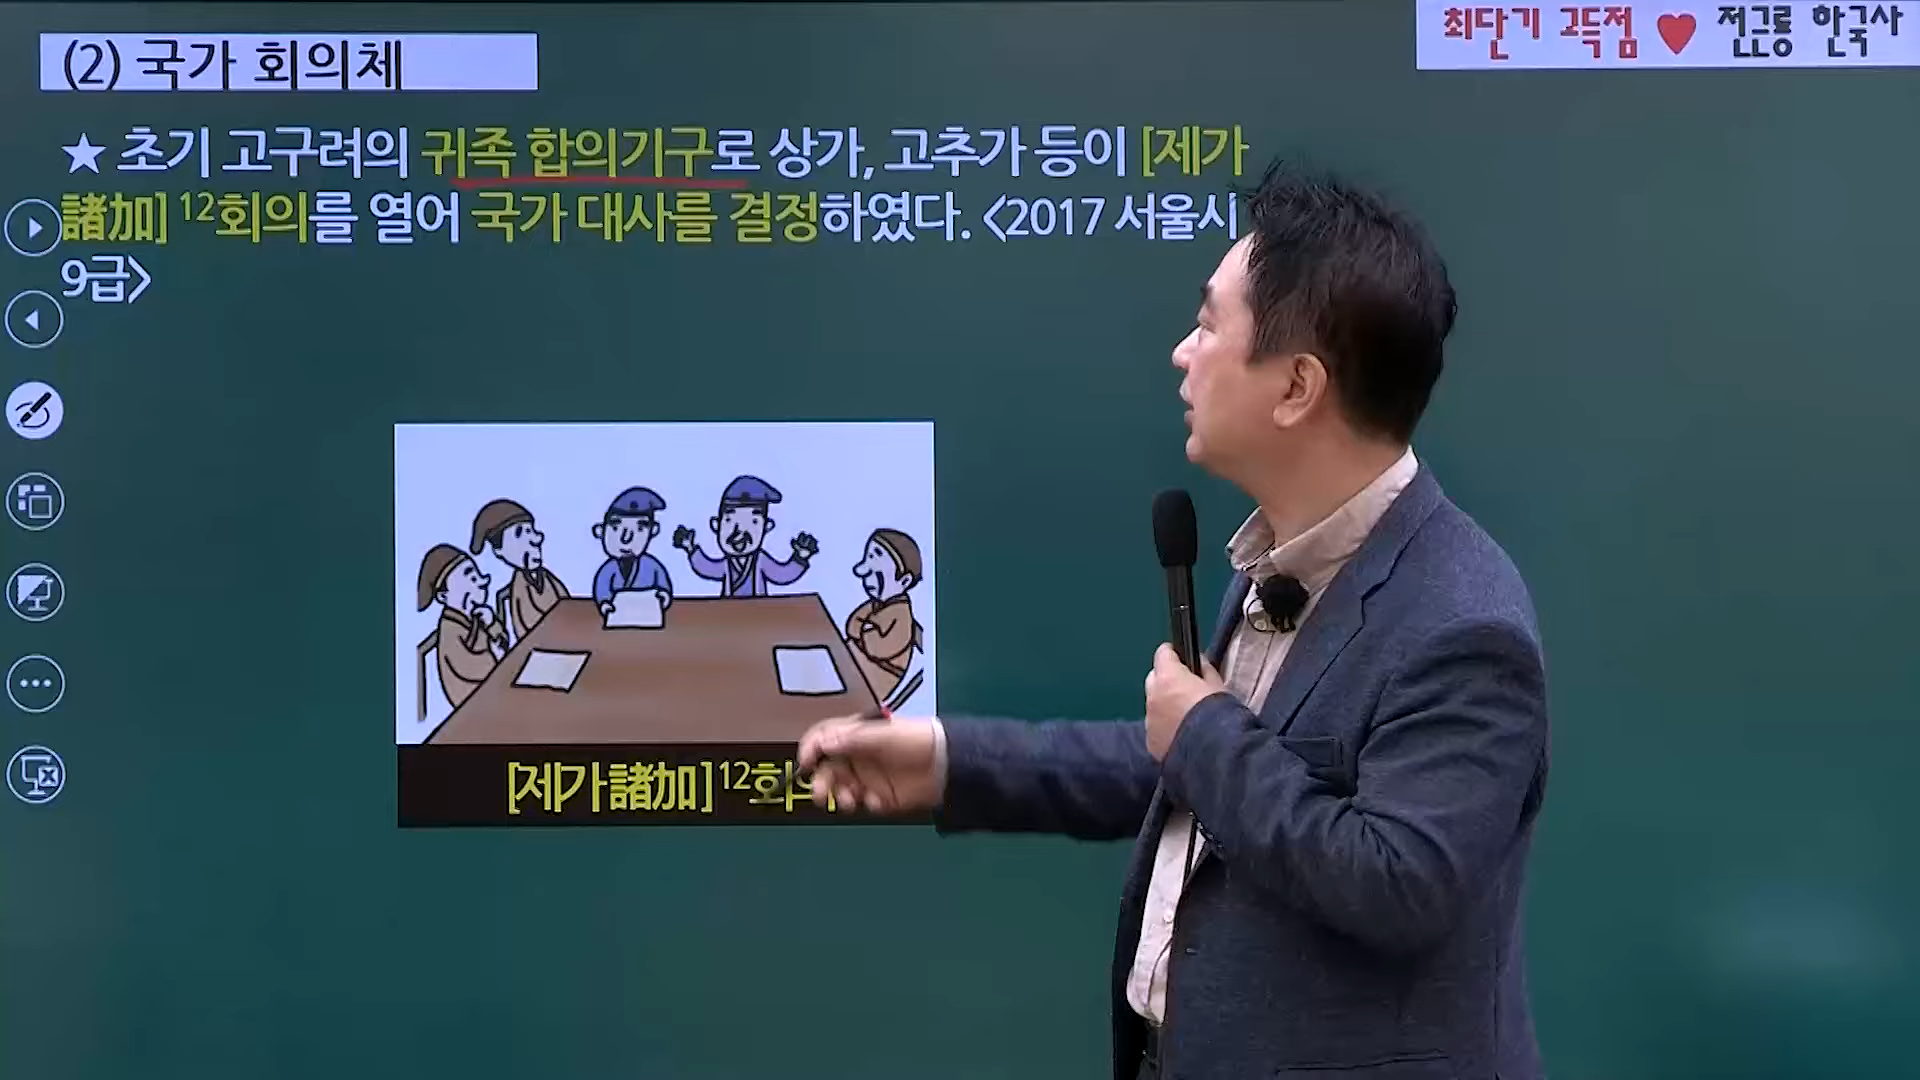 (2) 국가 회의체
최단기 고득점 ♥ 전근룡 한국사
★ 초기 고구려의 귀족 합의기구로 상가, 고추가 등이 [제가
諸加] 12회의를 열어 국가 대사를 결정하였다. <2017 서울시
9급>
[제가諸加]12회의